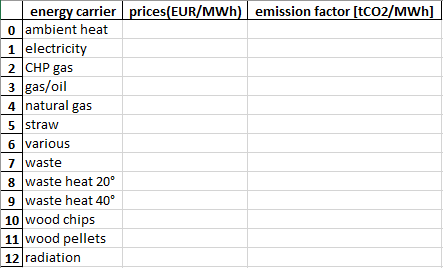 energy carrier prices(EUR/MWh) emission factor [tCO2/MWh]
0 ambient heat
1 electricity
2 CHP gas
3 gas/oil
4 natural gas
5 straw
6 various
7 waste
8 waste heat 20°
9 waste heat 40°
10 wood chips
11 wood pellets
12 radiation